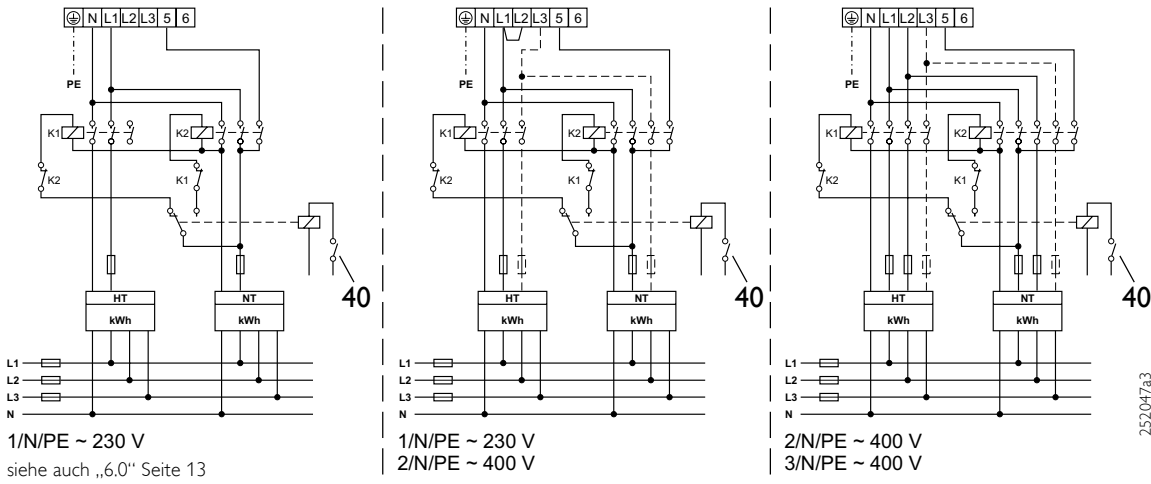 N L1 L2 L3 5 6
PE
K1
K2
K2
K1
40
HT
kWh
NT
kWh
L1
L2
L3
N
1/N/PE ~ 230 V
siehe auch „6.0“ Seite 13
N L1 L2 L3 5 6
PE
K1
K2
K2
K1
40
HT
kWh
NT
kWh
L1
L2
L3
N
1/N/PE ~ 230 V
2/N/PE ~ 400 V
N L1 L2 L3 5 6
PE
K1
K2
K2
K1
40
HT
kWh
NT
kWh
L1
L2
L3
N
2/N/PE ~ 400 V
3/N/PE ~ 400 V
252047a3